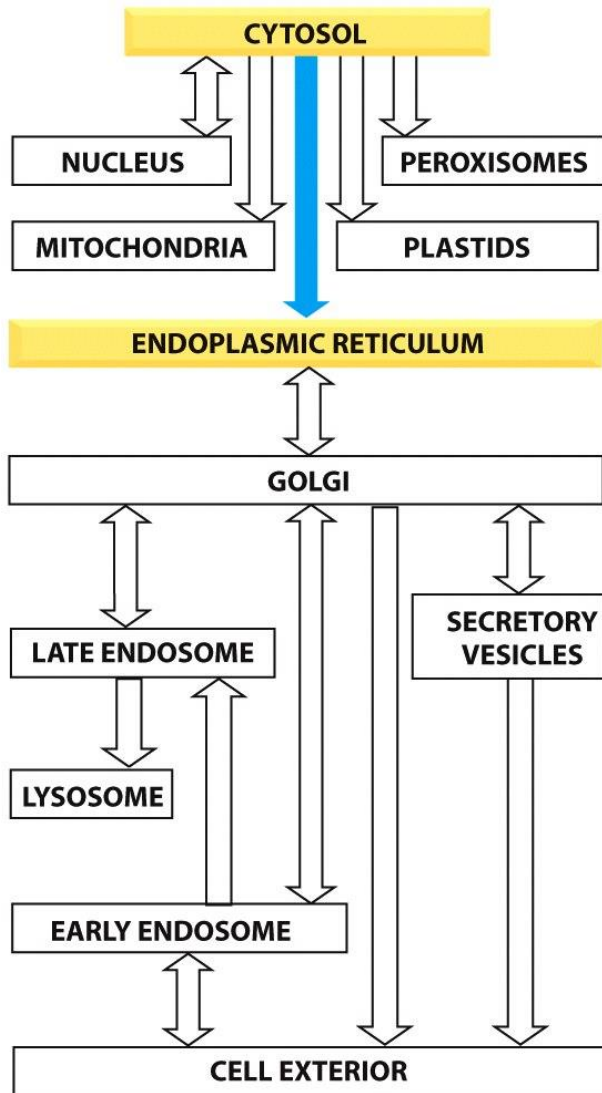 CYTOSOL
NUCLEUS
PEROXISOMES
MITOCHONDRIA
PLASTIDS
ENDOPLASMIC RETICULUM
GOLGI
LATE ENDOSOME
SECRETORY
VESICLES
LYSOSOME
EARLY ENDOSOME
CELL EXTERIOR